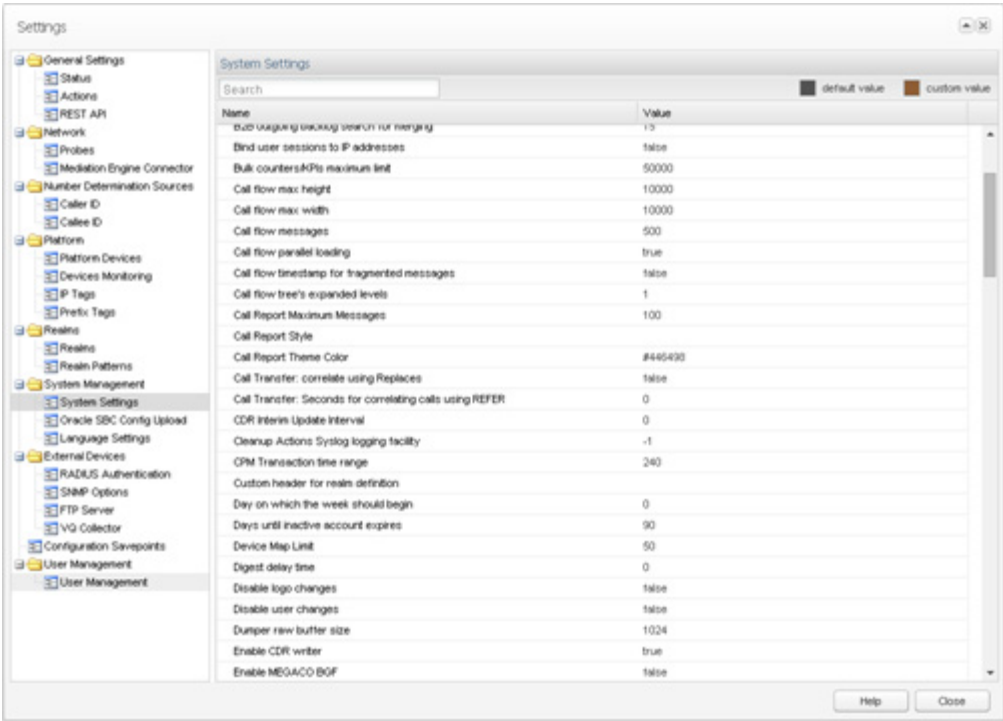 Settings
General Settings
Status
Actions
REST API
Network
Probes
Mediation Engine Connector
Number Determination Sources
Caller ID
Callee ID
Platform
Platform Devices
Devices Monitoring
IP Tags
Prefix Tags
Realms
Realms
Realm Patterns
System Management
System Settings
Oracle SBC Config Upload
Language Settings
External Devices
RADIUS Authentication
SNMP Options
FTP Server
VQ Collector
Configuration Savepoints
User Management
User Management
System Settings
Search
default value custom value
Name Value
B2B outgoing backlog search for merging 15
Bind user sessions to IP addresses false
Bulk counters/KPIs maximum limit 50000
Call flow max height 10000
Call flow max width 10000
Call flow messages 500
Call flow parallel loading true
Call flow timestamp for fragmented messages false
Call flow tree's expanded levels 1
Call Report Maximum Messages 100
Call Report Style
Call Report Theme Color #446498
Call Transfer: correlate using Replaces false
Call Transfer: Seconds for correlating calls using REFER 0
CDR Interim Update Interval 0
Cleanup Actions Syslog logging facility -1
CPM Transaction time range 240
Custom header for realm definition
Day on which the week should begin 0
Days until inactive account expires 90
Device Map Limit 50
Digest delay time 0
Disable logo changes false
Disable user changes false
Dumper raw buffer size 1024
Enable CDR writer true
Enable MEGACO BGF false
Help Close